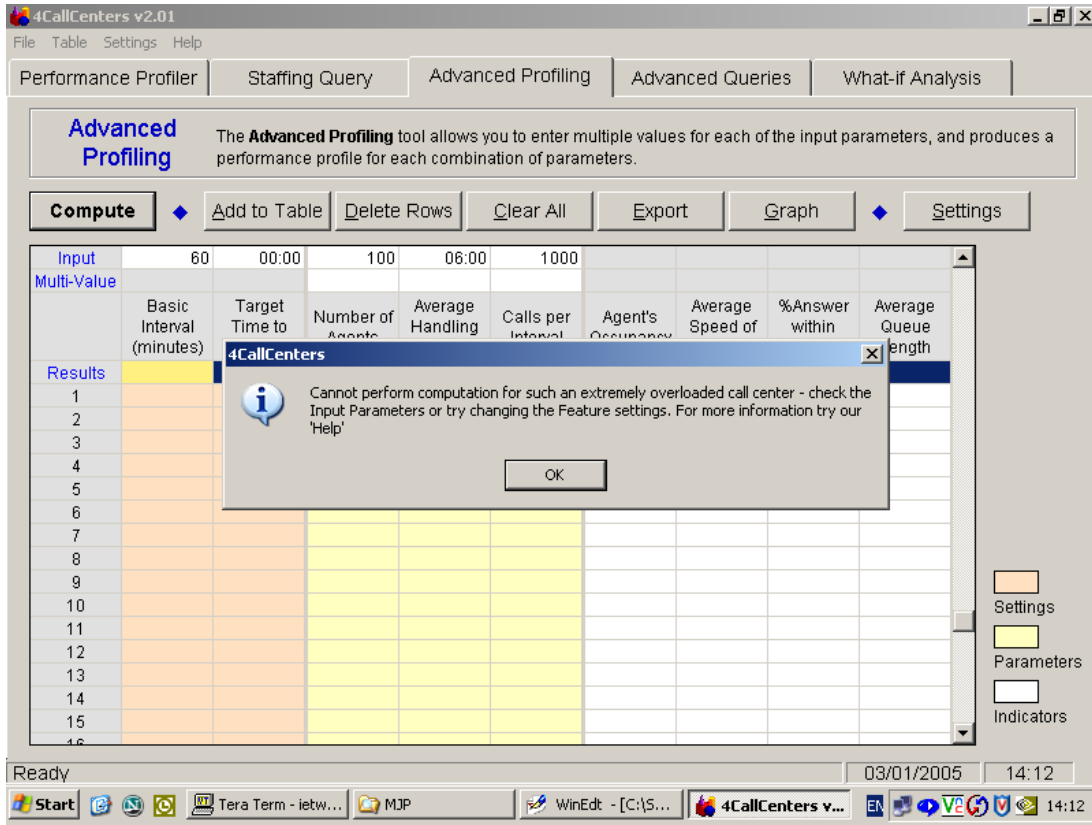 4CallCenters v2.01
File Table Settings Help
Performance Profiler Staffing Query Advanced Profiling Advanced Queries What-if Analysis
Advanced Profiling
The Advanced Profiling tool allows you to enter multiple values for each of the input parameters, and produces a
performance profile for each combination of parameters.
Compute Add to Table Delete Rows Clear All Export Graph Settings
Input 60 00:00 100 06:00 1000
Multi-Value
Basic Interval (minutes) Target Time to Number of Agents Average Handling Calls per Interval Agent's Occupancy Average Speed of %Answer within Average Queue Length
4CallCenters
Cannot perform computation for such an extremely overloaded call center - check the
Input Parameters or try changing the Feature settings. For more information try our
'Help'
OK
Results
1
2
3
4
5
6
7
8
9
10
11
12
13
14
15
16
Settings
Parameters
Indicators
Ready 03/01/2005 14:12
Start Tera Term - ietw... MJP WinEdt - [C:\S... 4CallCenters v... EN 14:12